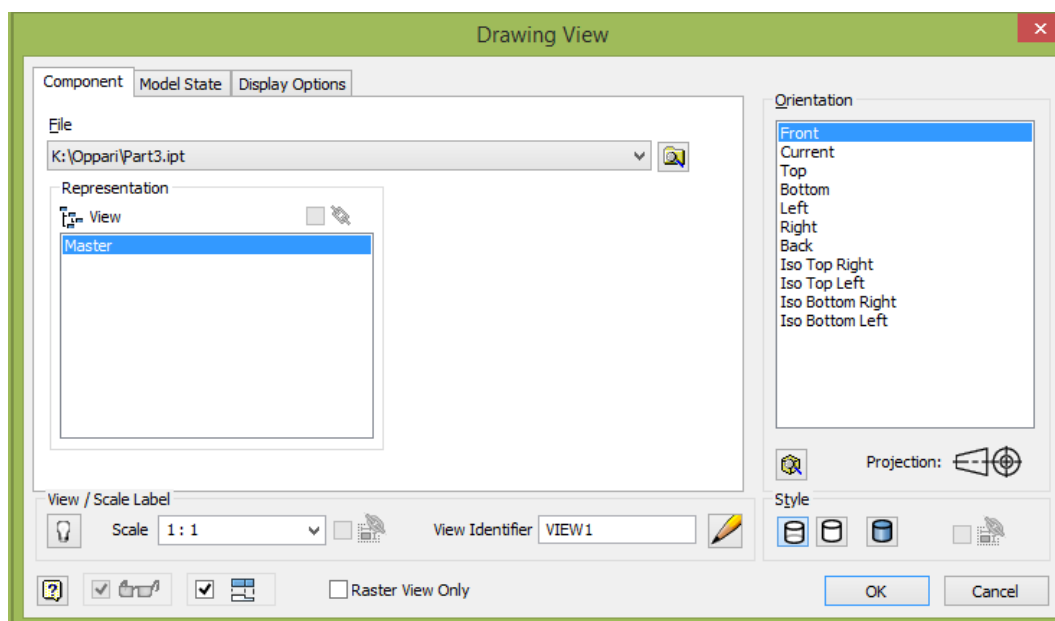 Drawing View
Component Model State Display Options
File
K:\Oppari\Part3.ipt
Representation
View
Master
Orientation
Front
Current
Top
Bottom
Left
Right
Back
Iso Top Right
Iso Top Left
Iso Bottom Right
Iso Bottom Left
Projection:
View / Scale Label
Scale 1 : 1 View Identifier VIEW1
Style
Raster View Only
OK Cancel